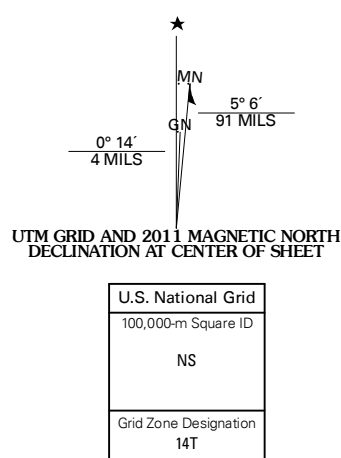 MN
GN
5° 6´
91 MILS
0° 14´
4 MILS
UTM GRID AND 2011 MAGNETIC NORTH
DECLINATION AT CENTER OF SHEET
U.S. National Grid
100,000-m Square ID
NS
Grid Zone Designation
14T